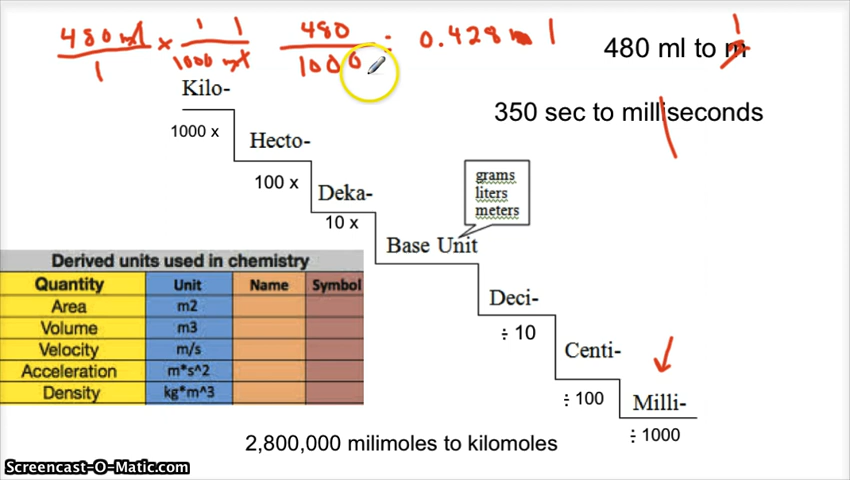 480 ml × 1 1 480 = 0.428 l
1 1000 ml 1000
480 ml to l
Kilo-
1000 x
350 sec to milliseconds
Hecto-
100 x
Deka-
10 x
grams
liters
meters
Base Unit
Deci-
÷ 10
Centi-
÷ 100
Milli-
÷ 1000
Derived units used in chemistry
Quantity Unit Name Symbol
Area m2
Volume m3
Velocity m/s
Acceleration m*s^2
Density kg*m^3
2,800,000 milimoles to kilomoles
Screencast-O-Matic.com